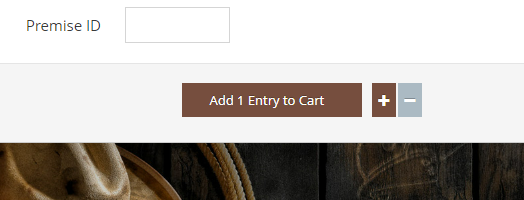 Premise ID
Add 1 Entry to Cart + −